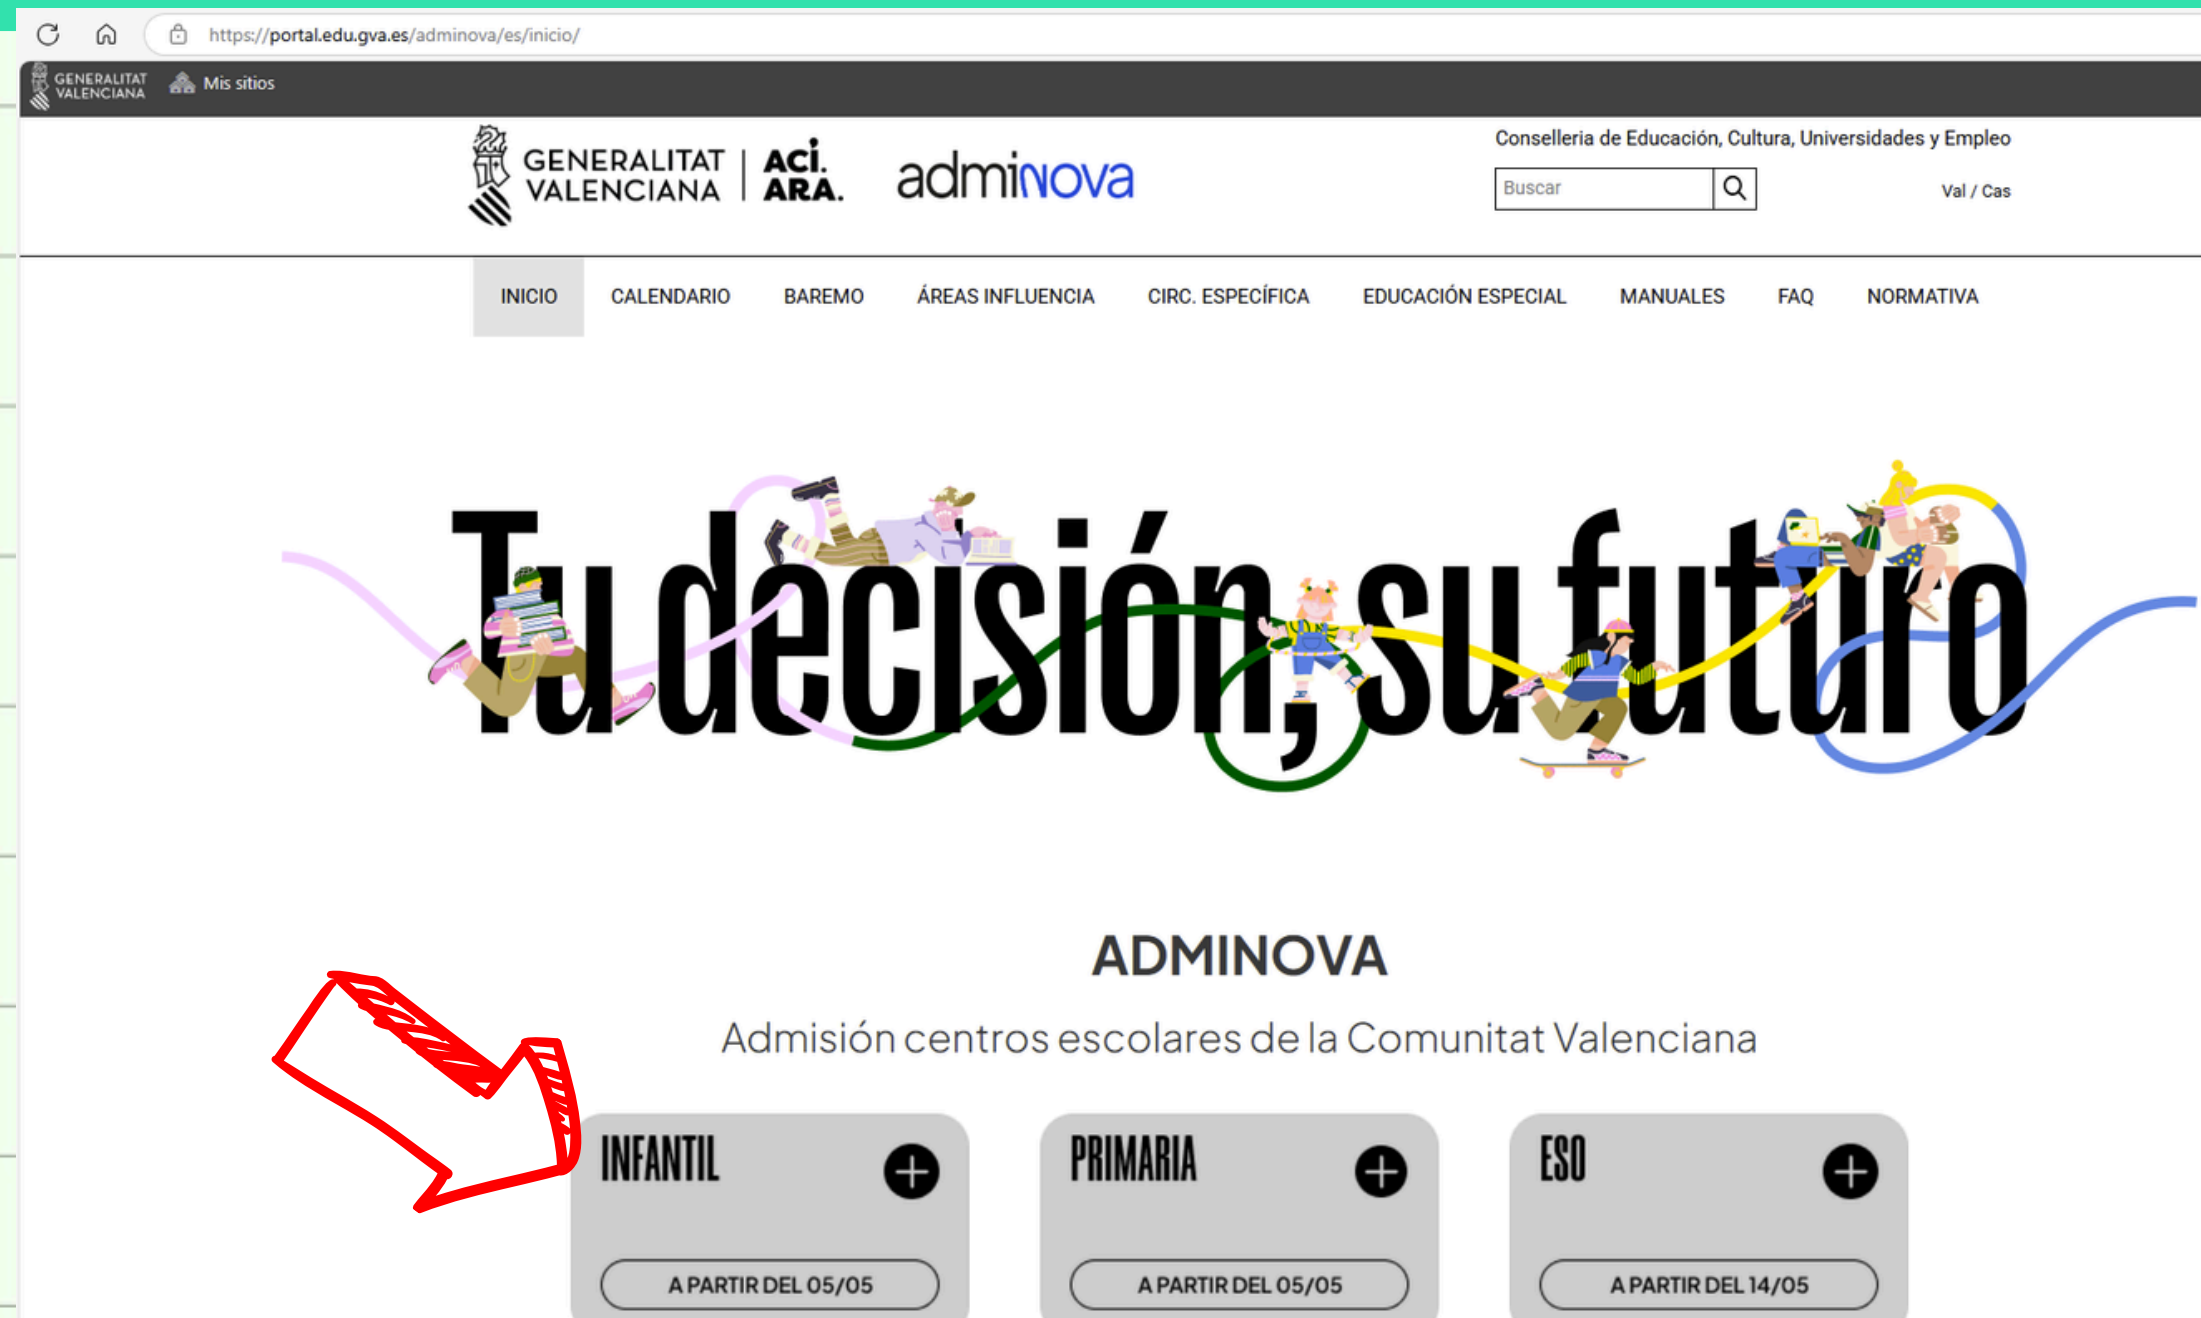 https://portal.edu.gva.es/adminova/es/inicio/
GENERALITAT
VALENCIANA
Mis sitios
GENERALITAT
VALENCIANA
ACÍ.
ARA.
adminova
Conselleria de Educación, Cultura, Universidades y Empleo
Buscar
Val / Cas
INICIO CALENDARIO BAREMO ÁREAS INFLUENCIA CIRC. ESPECÍFICA EDUCACIÓN ESPECIAL MANUALES FAQ NORMATIVA
Tu decisión, su futuro
ADMINOVA
Admisión centros escolares de la Comunitat Valenciana
INFANTIL PRIMARIA ESO
A PARTIR DEL 05/05 A PARTIR DEL 05/05 A PARTIR DEL 14/05